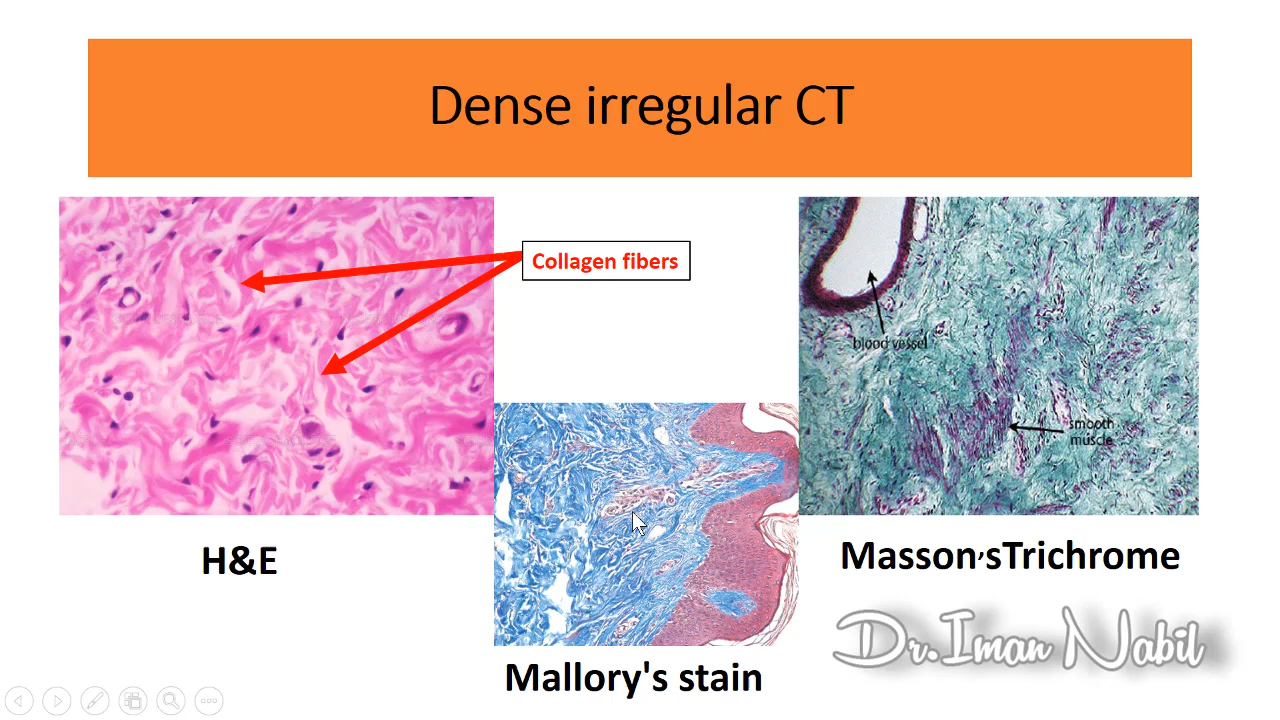 Dense irregular CT
Collagen fibers
blood vessel
smooth
muscle
H&E
Masson,sTrichrome
Mallory's stain
Dr.Iman Nabil